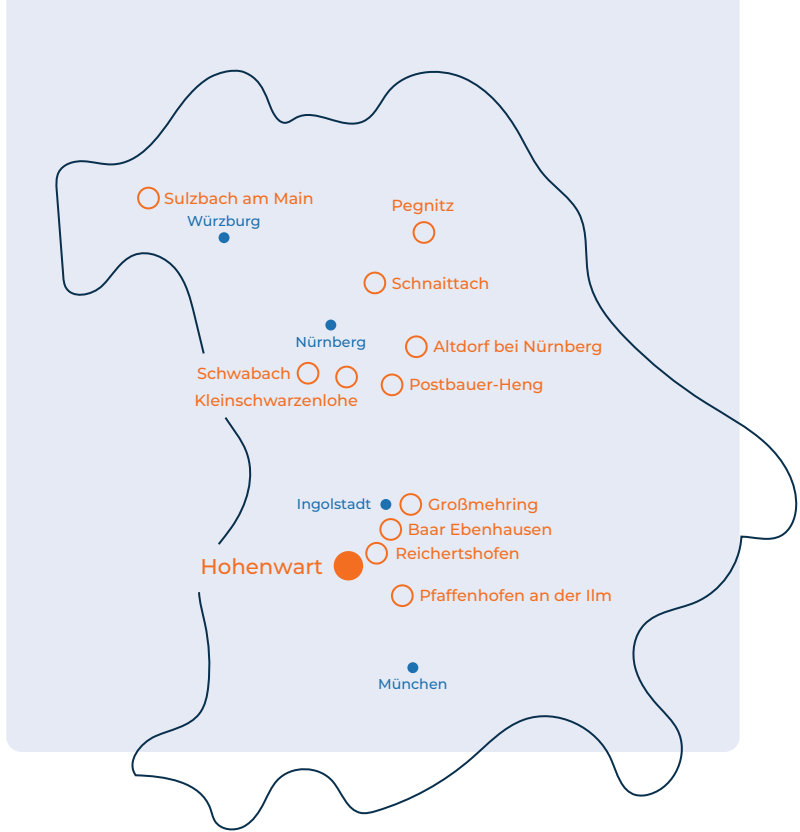 Sulzbach am Main
Pegnitz
Würzburg
Schnaittach
Nürnberg
Altdorf bei Nürnberg
Schwabach
Postbauer-Heng
Kleinschwarzenlohe
Ingolstadt
Großmehring
Baar Ebenhausen
Reichertshofen
Hohenwart
Pfaffenhofen an der Ilm
München